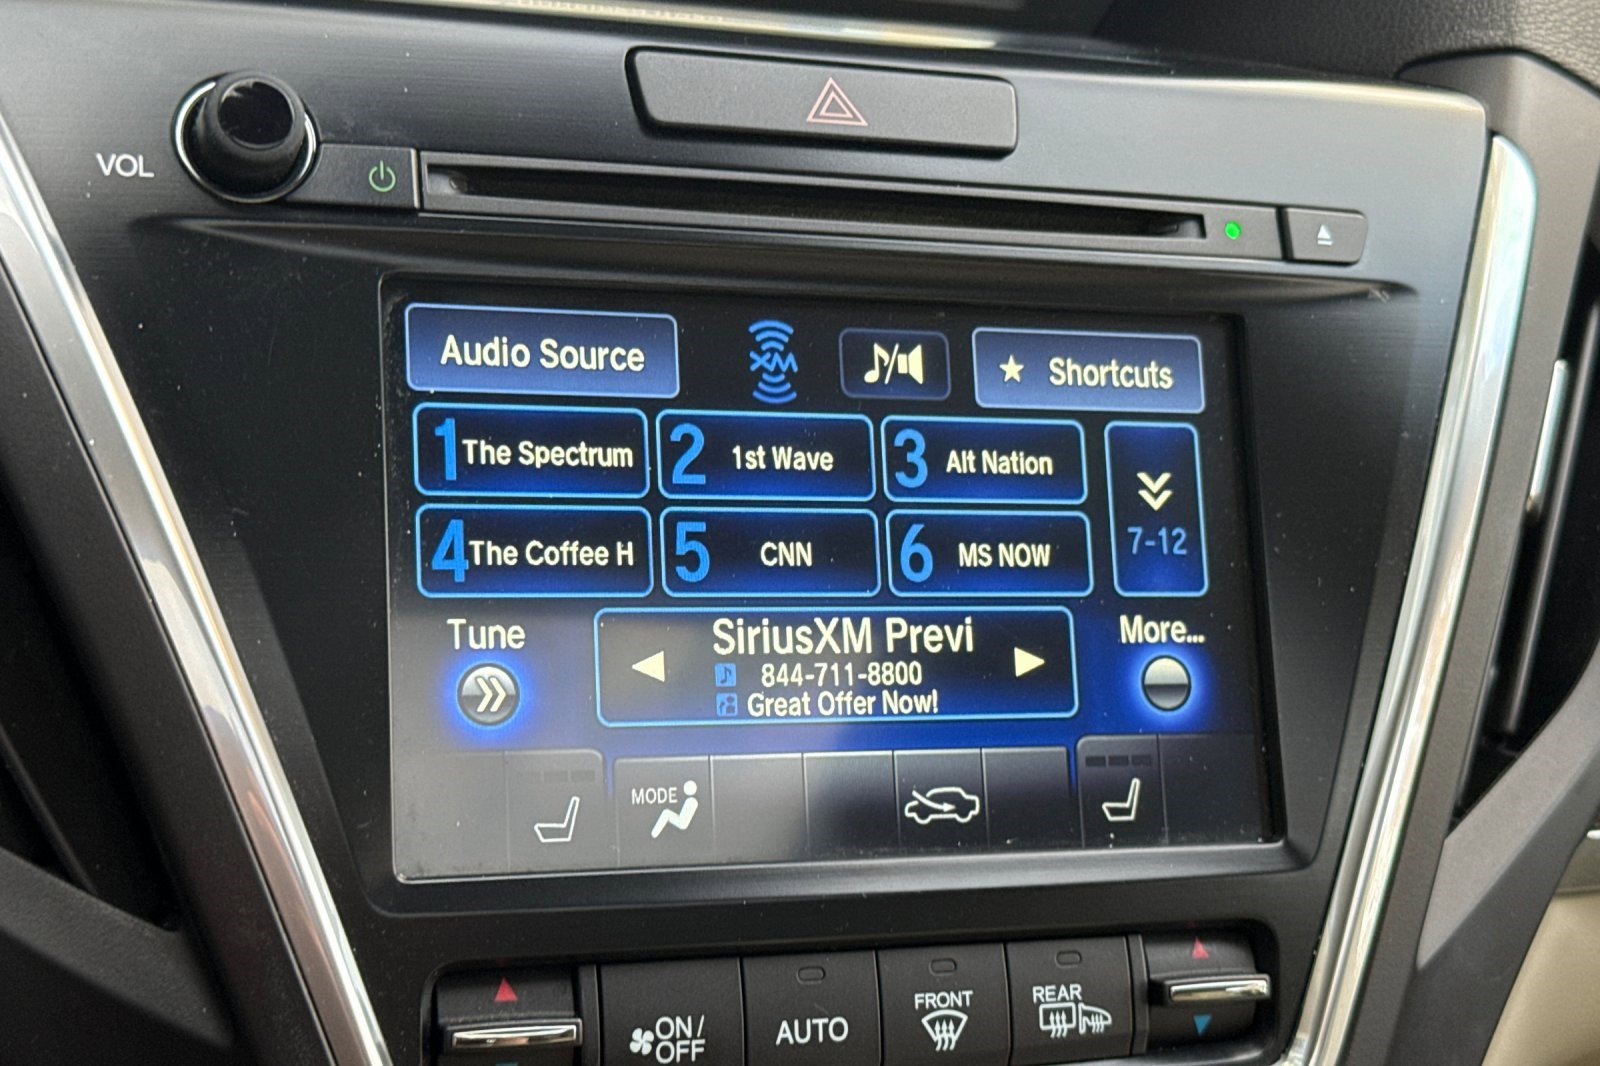 VOL
Audio Source
XM
Shortcuts
1 The Spectrum
2 1st Wave
3 Alt Nation
4 The Coffee H
5 CNN
6 MS NOW
7-12
Tune
SiriusXM Previ
844-711-8800
Great Offer Now!
More...
MODE
ON/
OFF
AUTO
FRONT
REAR